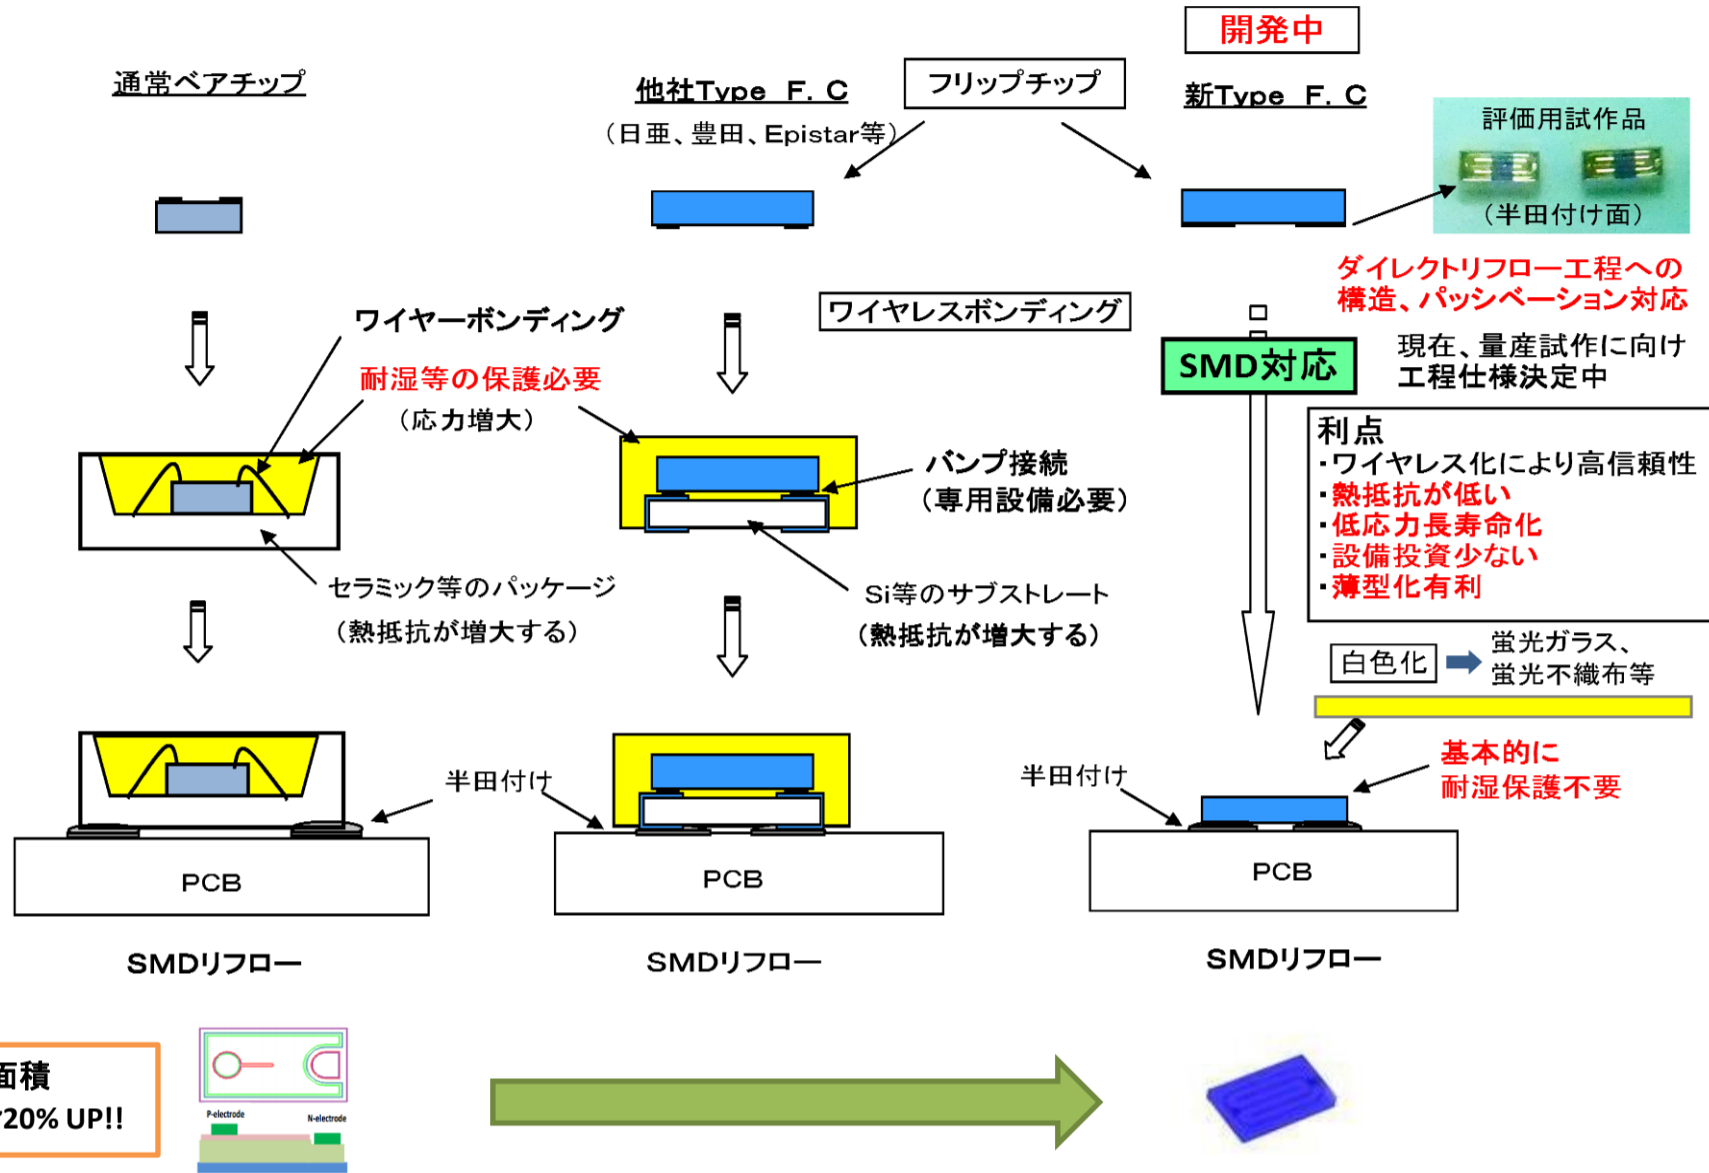 開発中
通常ベアチップ
他社Type F. C
(日亜、豊田、Epistar等)
フリップチップ
新Type F. C
評価用試作品
(半田付け面)
ダイレクトリフロー工程への
構造、パッシベーション対応
ワイヤーボンディング
耐湿等の保護必要
(応力増大)
ワイヤレスボンディング
SMD対応
現在、量産試作に向け
工程仕様決定中
利点
・ワイヤレス化により高信頼性
・熱抵抗が低い
・低応力長寿命化
・設備投資少ない
・薄型化有利
バンプ接続
(専用設備必要)
セラミック等のパッケージ
(熱抵抗が増大する)
Si等のサブストレート
(熱抵抗が増大する)
白色化
蛍光ガラス、
蛍光不織布等
半田付け
半田付け
基本的に
耐湿保護不要
PCB
PCB
PCB
SMDリフロー
SMDリフロー
SMDリフロー
面積
20% UP!!
P-electrode
N-electrode